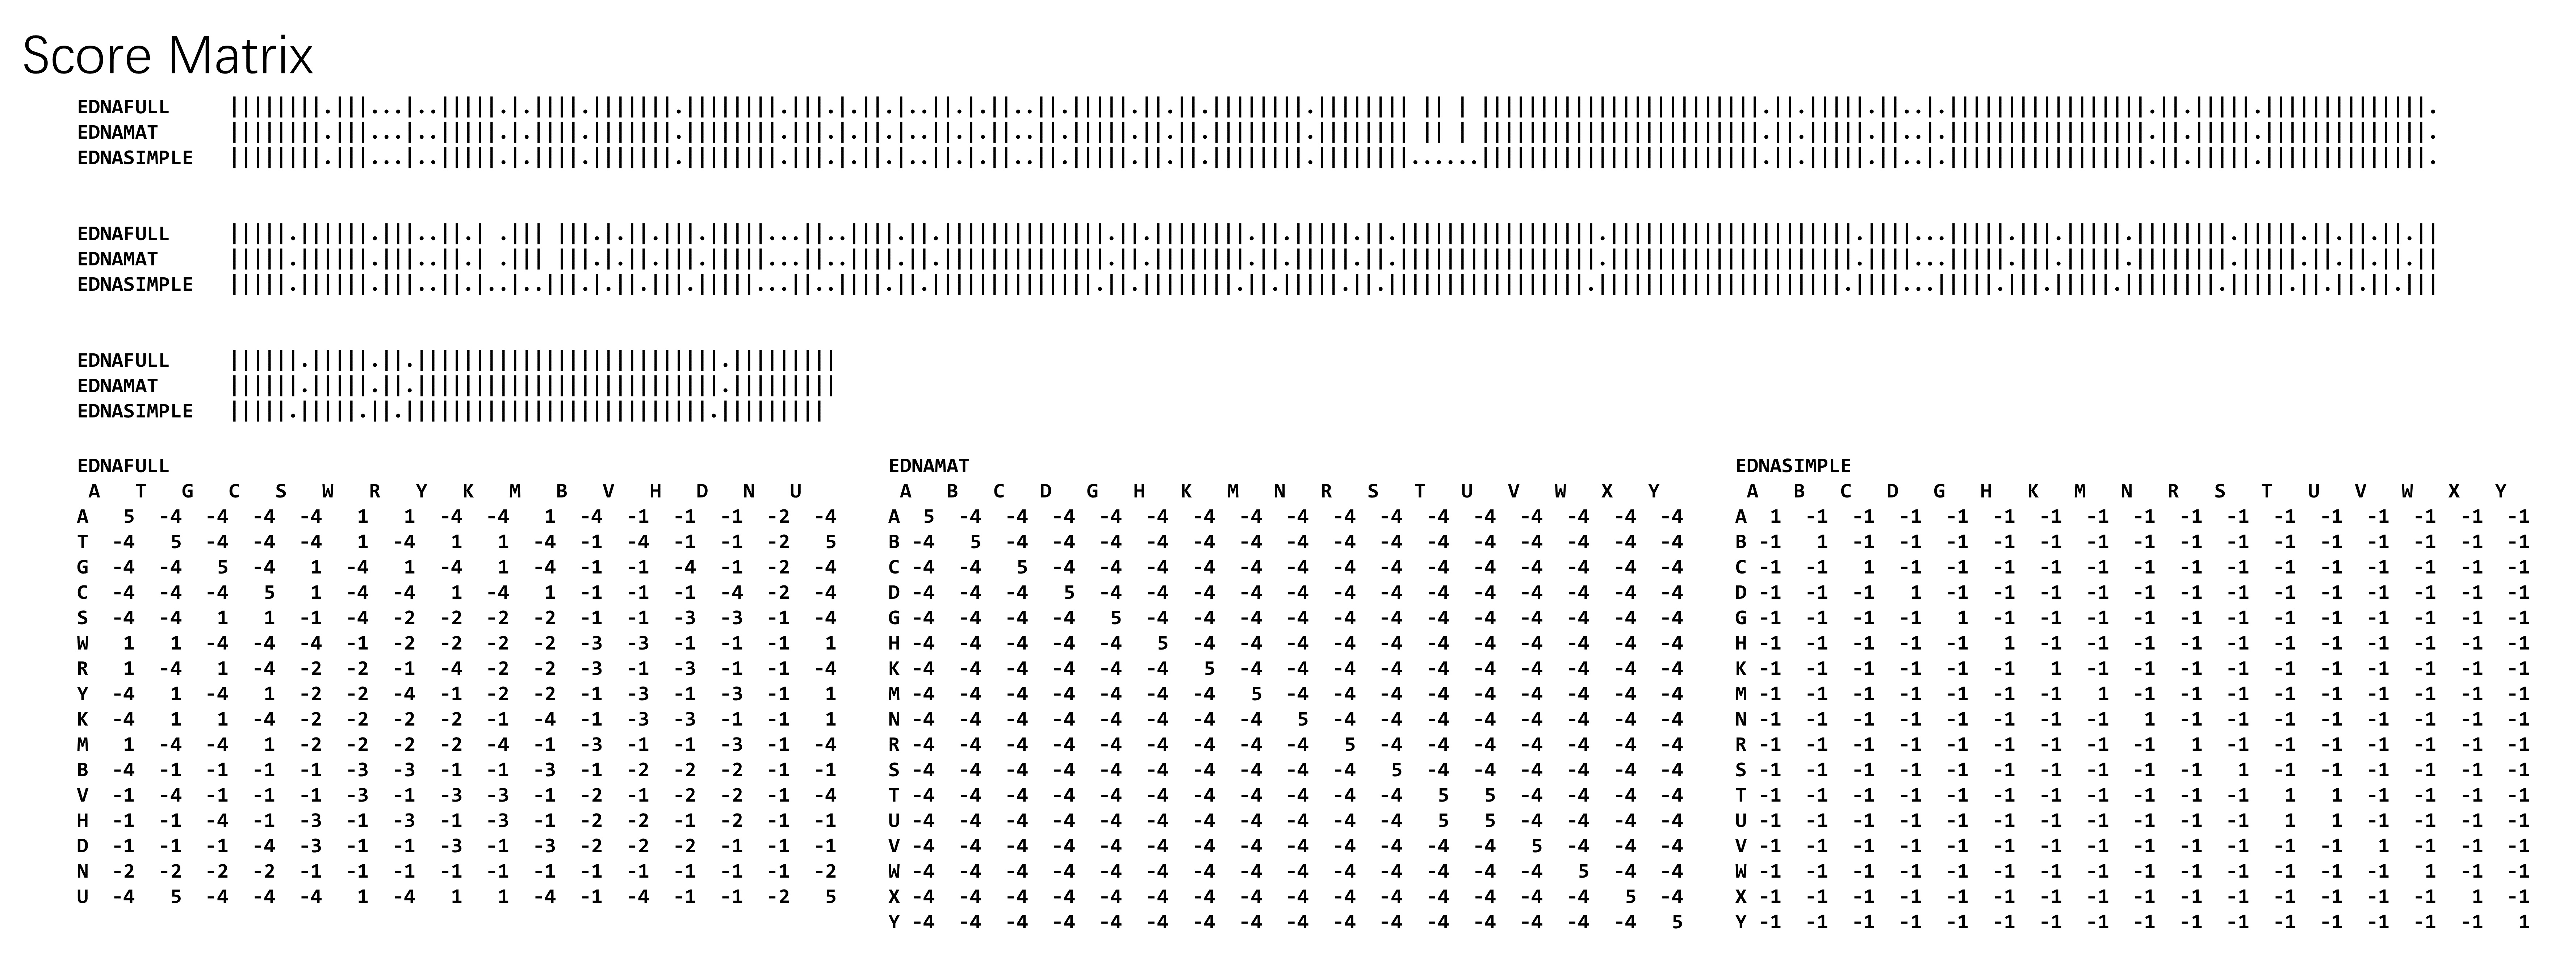 Score Matrix
EDNAFULL ||||||||.|||...|..|||||.|.||||.|||||||.||||||||.|||.|.||.|..||.|.||..||.|||||.||.||.||||||||.|||||||| || | ||||||||||||||||||||||||.||.|||||.||..|.|||||||||||||||||.||.|||||.||||||||||||||.
EDNAMAT ||||||||.|||...|..|||||.|.||||.|||||||.||||||||.|||.|.||.|..||.|.||..||.|||||.||.||.||||||||.|||||||| || | ||||||||||||||||||||||||.||.|||||.||..|.|||||||||||||||||.||.|||||.||||||||||||||.
EDNASIMPLE ||||||||.|||...|..|||||.|.||||.|||||||.||||||||.|||.|.||.|..||.|.||..||.|||||.||.||.||||||||.||||||||......||||||||||||||||||||||||.||.|||||.||..|.|||||||||||||||||.||.|||||.||||||||||||||.
EDNAFULL |||||.||||||.|||..||.| .||| |||.|.||.|||.|||||...||..||||.||.||||||||||||||.||.||||||||.||.|||||.||.|||||||||||||||||.|||||||||||||||||||||.||||...|||||.|||.|||||.||||||||.|||||.||.||.||
EDNAMAT |||||.||||||.|||..||.| .||| |||.|.||.|||.|||||...||..||||.||.||||||||||||||.||.||||||||.||.|||||.||.|||||||||||||||||.|||||||||||||||||||||.||||...|||||.|||.|||||.||||||||.|||||.||.||.||
EDNASIMPLE |||||.||||||.|||..||.|..|..|||.|.||.|||.|||||...||..||||.||.||||||||||||||.||.||||||||.||.|||||.||.|||||||||||||||||.|||||||||||||||||||||.||||...|||||.|||.|||||.||||||||.|||||.||.||.|||
EDNAFULL ||||||.|||||.||.|||||||||||||||||||||||||.|||||||||
EDNAMAT ||||||.|||||.||.|||||||||||||||||||||||||.|||||||||
EDNASIMPLE |||||.|||||.||.|||||||||||||||||||||||||.|||||||||
EDNAFULL
A T G C S W R Y K M B V H D N U
A 5 -4 -4 -4 -4 1 1 -4 -4 1 -4 -1 -1 -1 -2 -4
T -4 5 -4 -4 -4 1 -4 1 1 -4 -1 -4 -1 -1 -2 5
G -4 -4 5 -4 1 -4 1 -4 1 -4 -1 -1 -4 -1 -2 -4
C -4 -4 -4 5 1 -4 -4 1 -4 1 -1 -1 -1 -4 -2 -4
S -4 -4 1 1 -1 -4 -2 -2 -2 -2 -1 -1 -3 -3 -1 -4
W 1 1 -4 -4 -4 -1 -2 -2 -2 -2 -3 -3 -1 -1 -1 1
R 1 -4 1 -4 -2 -2 -1 -4 -2 -2 -3 -1 -3 -1 -1 -4
Y -4 1 -4 1 -2 -2 -4 -1 -2 -2 -1 -3 -1 -3 -1 1
K -4 1 1 -4 -2 -2 -2 -2 -1 -4 -1 -3 -3 -1 -1 1
M 1 -4 -4 1 -2 -2 -2 -2 -4 -1 -3 -1 -1 -3 -1 -4
B -4 -1 -1 -1 -1 -3 -3 -1 -1 -3 -1 -2 -2 -2 -1 -1
V -1 -4 -1 -1 -1 -3 -1 -3 -3 -1 -2 -1 -2 -2 -1 -4
H -1 -1 -4 -1 -3 -1 -3 -1 -3 -1 -2 -2 -1 -2 -1 -1
D -1 -1 -1 -4 -3 -1 -1 -3 -1 -3 -2 -2 -2 -1 -1 -1
N -2 -2 -2 -2 -1 -1 -1 -1 -1 -1 -1 -1 -1 -1 -1 -2
U -4 5 -4 -4 -4 1 -4 1 1 -4 -1 -4 -1 -1 -2 5
EDNAMAT
A B C D G H K M N R S T U V W X Y
A 5 -4 -4 -4 -4 -4 -4 -4 -4 -4 -4 -4 -4 -4 -4 -4 -4
B -4 5 -4 -4 -4 -4 -4 -4 -4 -4 -4 -4 -4 -4 -4 -4 -4
C -4 -4 5 -4 -4 -4 -4 -4 -4 -4 -4 -4 -4 -4 -4 -4 -4
D -4 -4 -4 5 -4 -4 -4 -4 -4 -4 -4 -4 -4 -4 -4 -4 -4
G -4 -4 -4 -4 5 -4 -4 -4 -4 -4 -4 -4 -4 -4 -4 -4 -4
H -4 -4 -4 -4 -4 5 -4 -4 -4 -4 -4 -4 -4 -4 -4 -4 -4
K -4 -4 -4 -4 -4 -4 5 -4 -4 -4 -4 -4 -4 -4 -4 -4 -4
M -4 -4 -4 -4 -4 -4 -4 5 -4 -4 -4 -4 -4 -4 -4 -4 -4
N -4 -4 -4 -4 -4 -4 -4 -4 5 -4 -4 -4 -4 -4 -4 -4 -4
R -4 -4 -4 -4 -4 -4 -4 -4 -4 5 -4 -4 -4 -4 -4 -4 -4
S -4 -4 -4 -4 -4 -4 -4 -4 -4 -4 5 -4 -4 -4 -4 -4 -4
T -4 -4 -4 -4 -4 -4 -4 -4 -4 -4 -4 5 5 -4 -4 -4 -4
U -4 -4 -4 -4 -4 -4 -4 -4 -4 -4 -4 5 5 -4 -4 -4 -4
V -4 -4 -4 -4 -4 -4 -4 -4 -4 -4 -4 -4 -4 5 -4 -4 -4
W -4 -4 -4 -4 -4 -4 -4 -4 -4 -4 -4 -4 -4 -4 5 -4 -4
X -4 -4 -4 -4 -4 -4 -4 -4 -4 -4 -4 -4 -4 -4 -4 5 -4
Y -4 -4 -4 -4 -4 -4 -4 -4 -4 -4 -4 -4 -4 -4 -4 -4 5
EDNASIMPLE
A B C D G H K M N R S T U V W X Y
A 1 -1 -1 -1 -1 -1 -1 -1 -1 -1 -1 -1 -1 -1 -1 -1 -1
B -1 1 -1 -1 -1 -1 -1 -1 -1 -1 -1 -1 -1 -1 -1 -1 -1
C -1 -1 1 -1 -1 -1 -1 -1 -1 -1 -1 -1 -1 -1 -1 -1 -1
D -1 -1 -1 1 -1 -1 -1 -1 -1 -1 -1 -1 -1 -1 -1 -1 -1
G -1 -1 -1 -1 1 -1 -1 -1 -1 -1 -1 -1 -1 -1 -1 -1 -1
H -1 -1 -1 -1 -1 1 -1 -1 -1 -1 -1 -1 -1 -1 -1 -1 -1
K -1 -1 -1 -1 -1 -1 1 -1 -1 -1 -1 -1 -1 -1 -1 -1 -1
M -1 -1 -1 -1 -1 -1 -1 1 -1 -1 -1 -1 -1 -1 -1 -1 -1
N -1 -1 -1 -1 -1 -1 -1 -1 1 -1 -1 -1 -1 -1 -1 -1 -1
R -1 -1 -1 -1 -1 -1 -1 -1 -1 1 -1 -1 -1 -1 -1 -1 -1
S -1 -1 -1 -1 -1 -1 -1 -1 -1 -1 1 -1 -1 -1 -1 -1 -1
T -1 -1 -1 -1 -1 -1 -1 -1 -1 -1 -1 1 1 -1 -1 -1 -1
U -1 -1 -1 -1 -1 -1 -1 -1 -1 -1 -1 1 1 -1 -1 -1 -1
V -1 -1 -1 -1 -1 -1 -1 -1 -1 -1 -1 -1 -1 1 -1 -1 -1
W -1 -1 -1 -1 -1 -1 -1 -1 -1 -1 -1 -1 -1 -1 1 -1 -1
X -1 -1 -1 -1 -1 -1 -1 -1 -1 -1 -1 -1 -1 -1 -1 1 -1
Y -1 -1 -1 -1 -1 -1 -1 -1 -1 -1 -1 -1 -1 -1 -1 -1 1